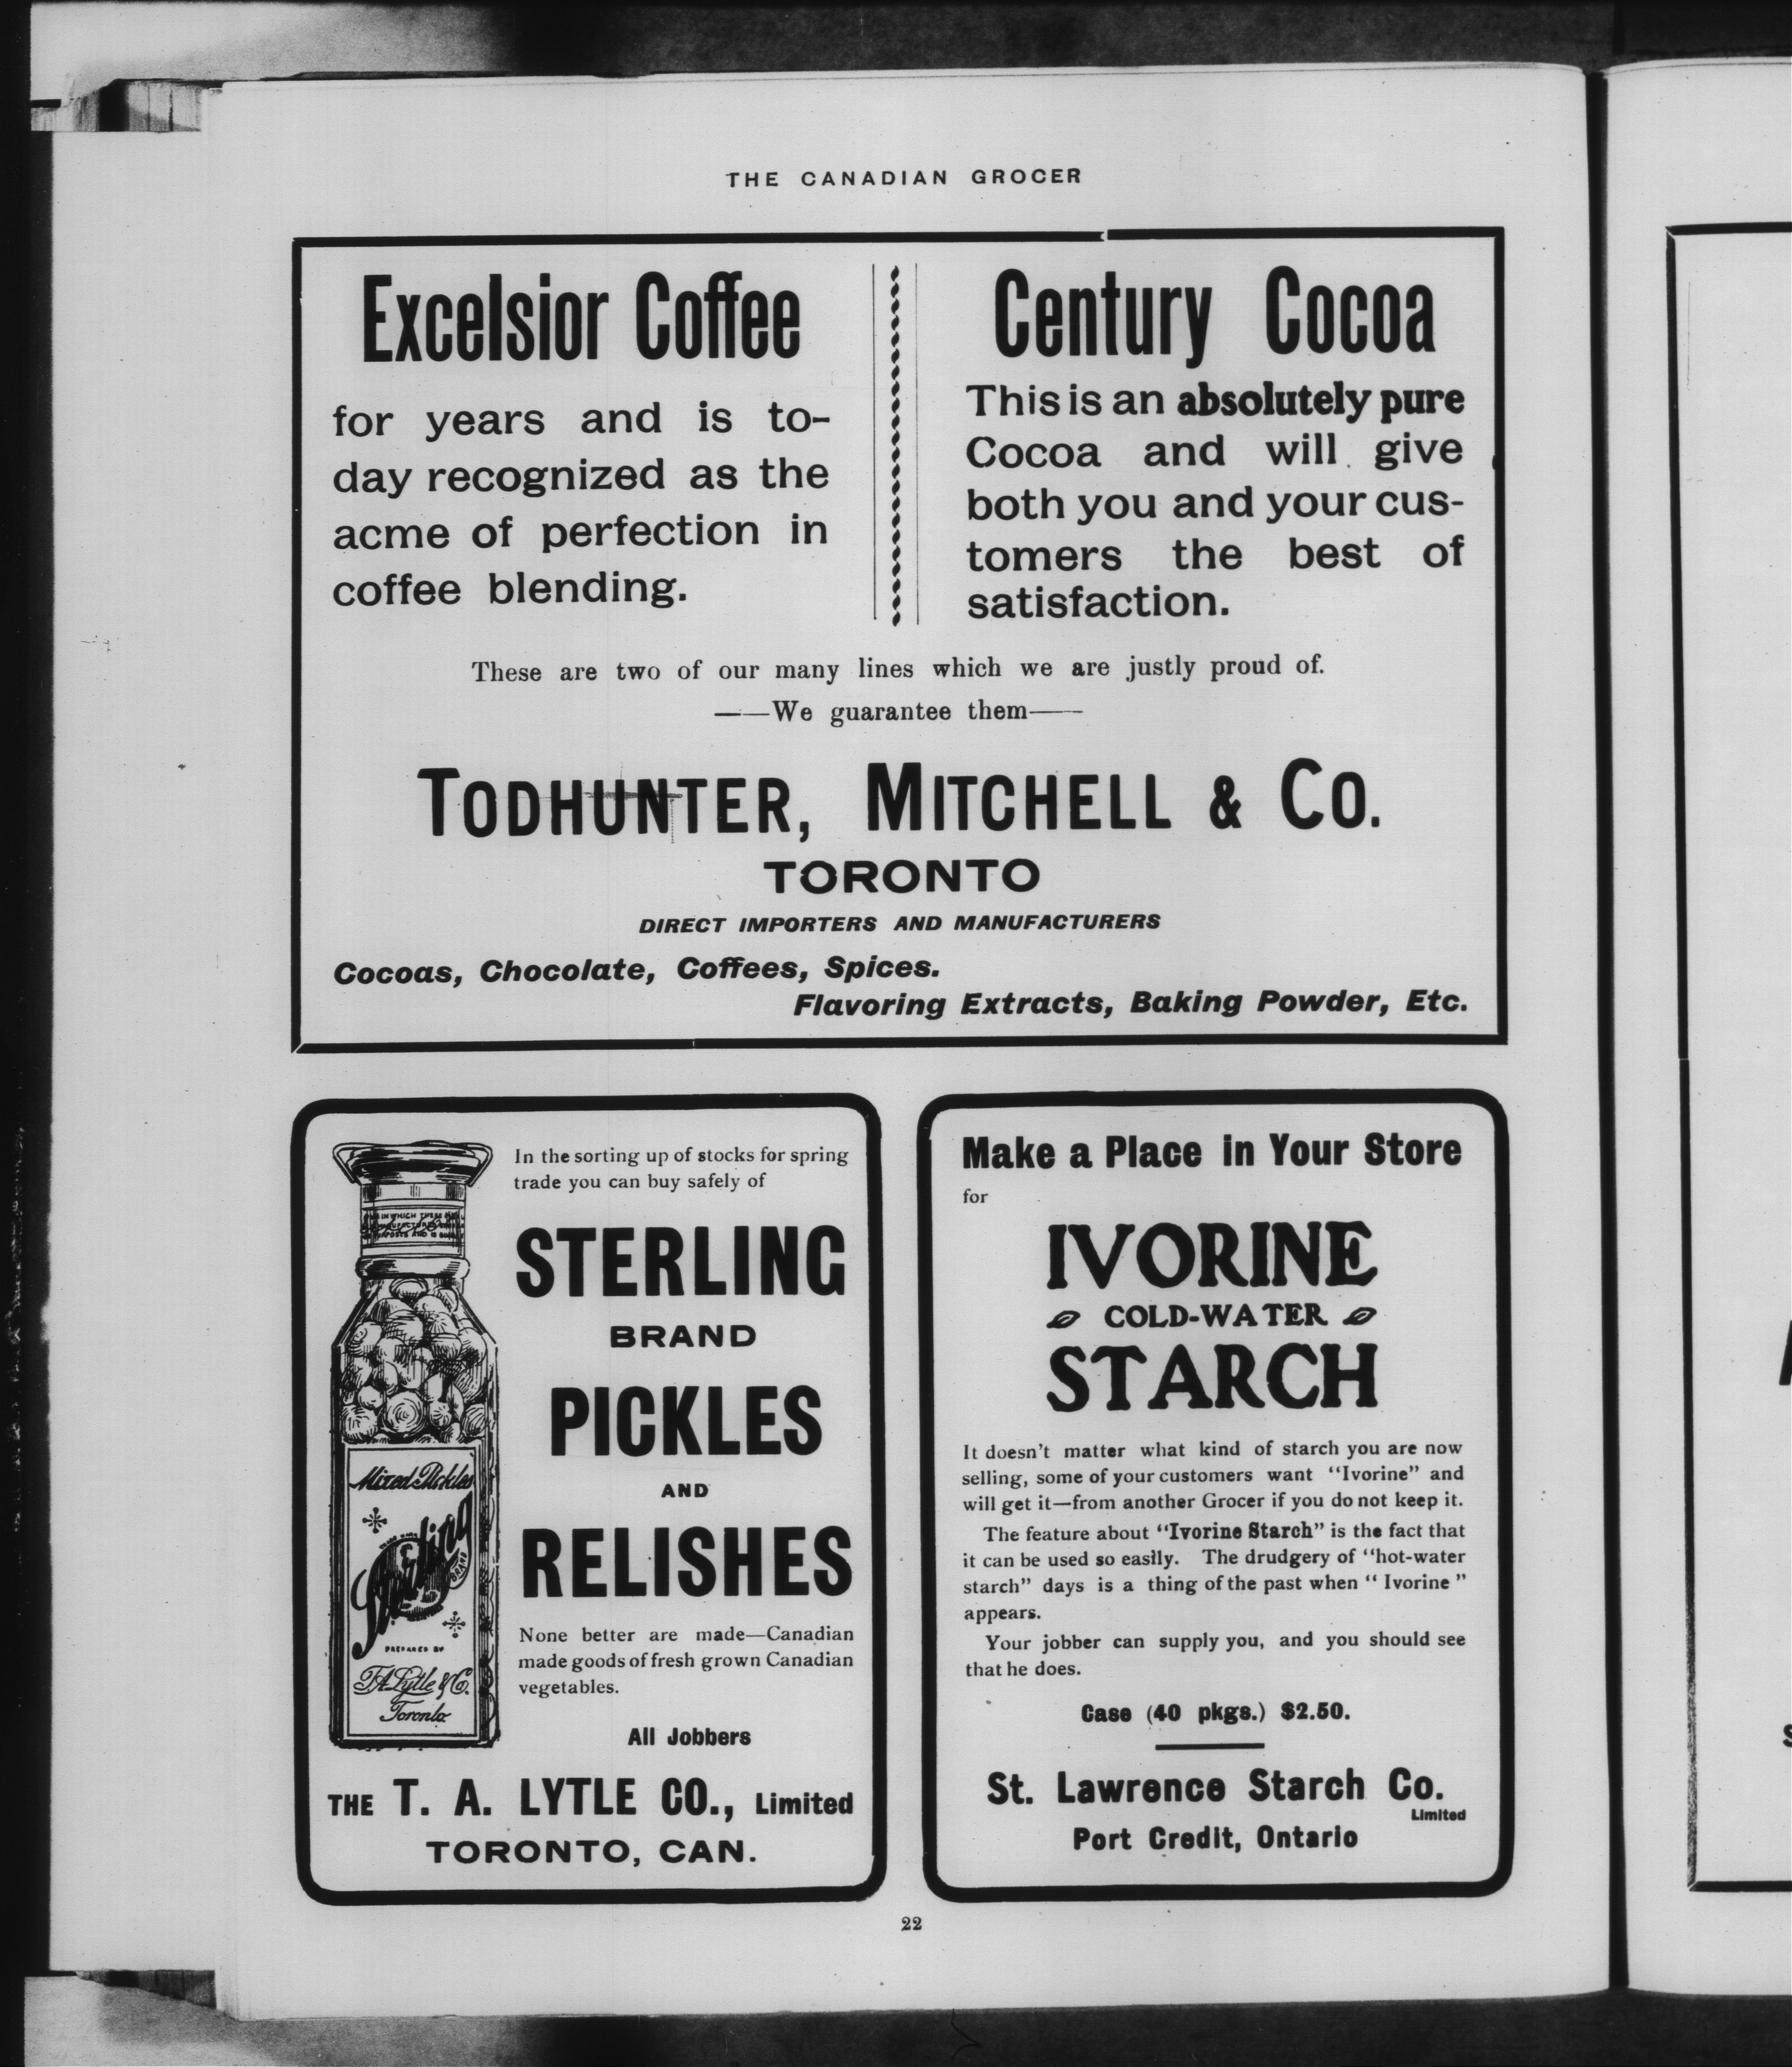 THE CANADIAN GROCER
Excelsior Coffee
for years and is to-
day recognized as the
acme of perfection in
coffee blending.
Century Cocoa
This is an absolutely pure
Cocoa and will give
both you and your cus-
tomers the best of
satisfaction.
These are two of our many lines which we are justly proud of.
——We guarantee them——
TODHUNTER, MITCHELL & CO.
TORONTO
DIRECT IMPORTERS AND MANUFACTURERS
Cocoas, Chocolate, Coffees, Spices.
Flavoring Extracts, Baking Powder, Etc.
In the sorting up of stocks for spring
trade you can buy safely of
STERLING
BRAND
PICKLES
AND
RELISHES
None better are made—Canadian
made goods of fresh grown Canadian
vegetables.
All Jobbers
THE T. A. LYTLE CO., Limited
TORONTO, CAN.
IN WHICH THESE
Mixed Pickles
Sterling
BRAND
PREPARED BY
T.A. Lytle & Co.
Toronto
Make a Place in Your Store
for
IVORINE
COLD-WATER
STARCH
It doesn't matter what kind of starch you are now
selling, some of your customers want "Ivorine" and
will get it—from another Grocer if you do not keep it.
The feature about "Ivorine Starch" is the fact that
it can be used so easily. The drudgery of "hot-water
starch" days is a thing of the past when " Ivorine "
appears.
Your jobber can supply you, and you should see
that he does.
Case (40 pkgs.) $2.50.
St. Lawrence Starch Co.
Limited
Port Credit, Ontario
22